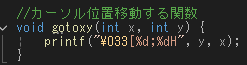 //カーソル位置移動する関数
void gotoxy(int x, int y) {
printf("¥033[%d;%dH", y, x);
}